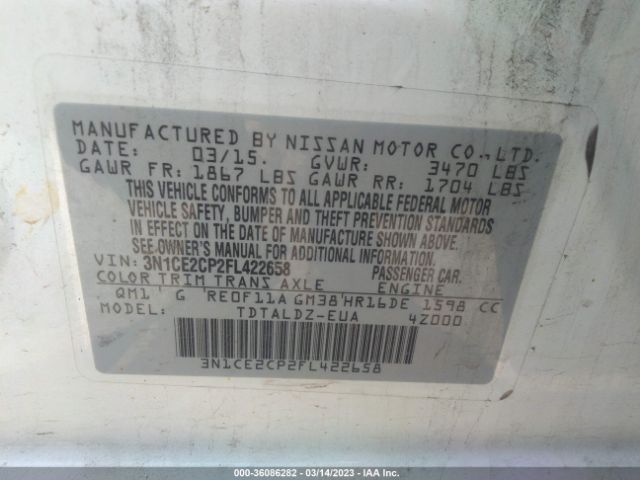 MANUFACTURED BY NISSAN MOTOR CO.,LTD.
DATE: 03/15. GVWR: 3470 LBS
GAWR FR: 1867 LBS GAWR RR: 1704 LBS
THIS VEHICLE CONFORMS TO ALL APPLICABLE FEDERAL MOTOR
VEHICLE SAFETY, BUMPER AND THEFT PREVENTION STANDARDS
IN EFFECT ON THE DATE OF MANUFACTURE SHOWN ABOVE.
SEE OWNER'S MANUAL FOR ADDITIONAL INFORMATION
VIN: 3N1CE2CP2FL422658 PASSENGER CAR.
COLOR TRIM TRANS AXLE ENGINE
QM1 G RE0F11A GM38 HR16DE 1598 CC
MODEL: TDTALDZ-EUA 4Z000
3N1CE2CP2FL422658
000-36086282 | 03/14/2023 | IAA Inc.